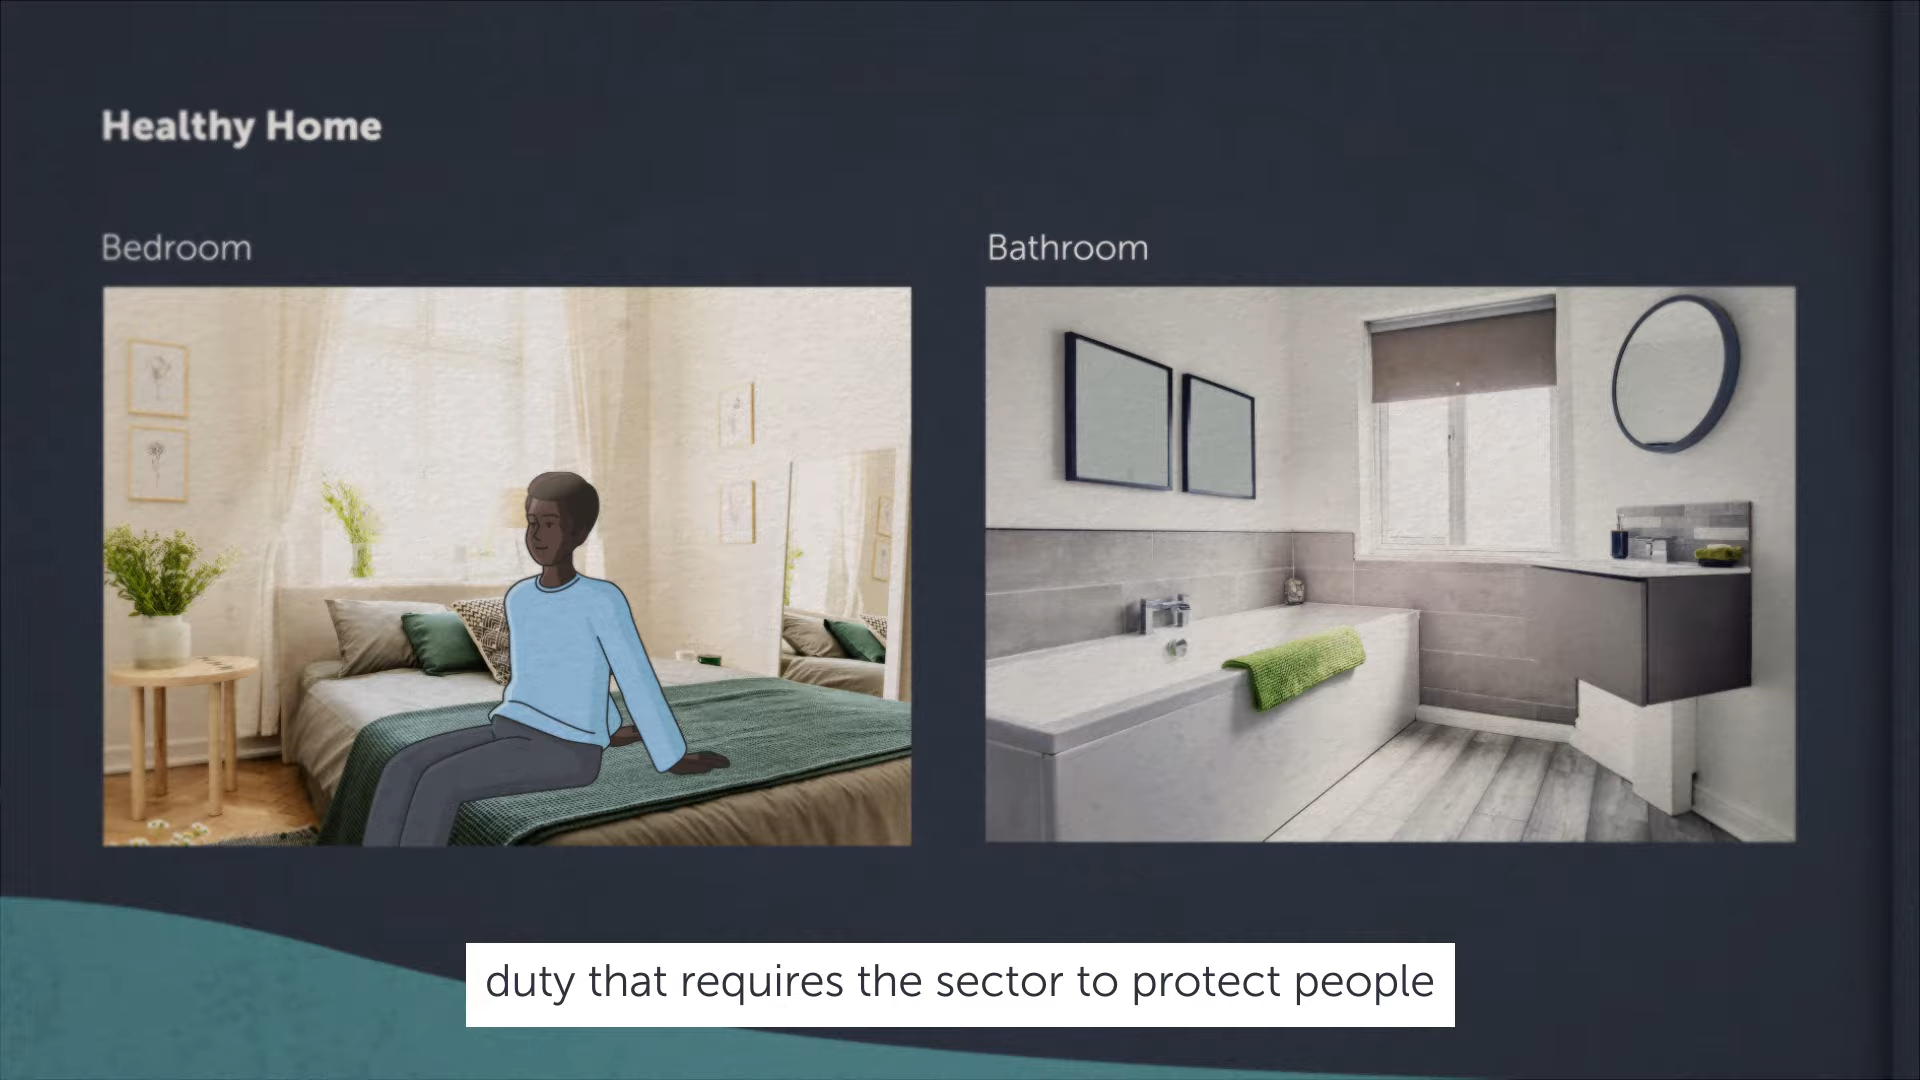 Healthy Home
Bedroom
Bathroom
duty that requires the sector to protect people